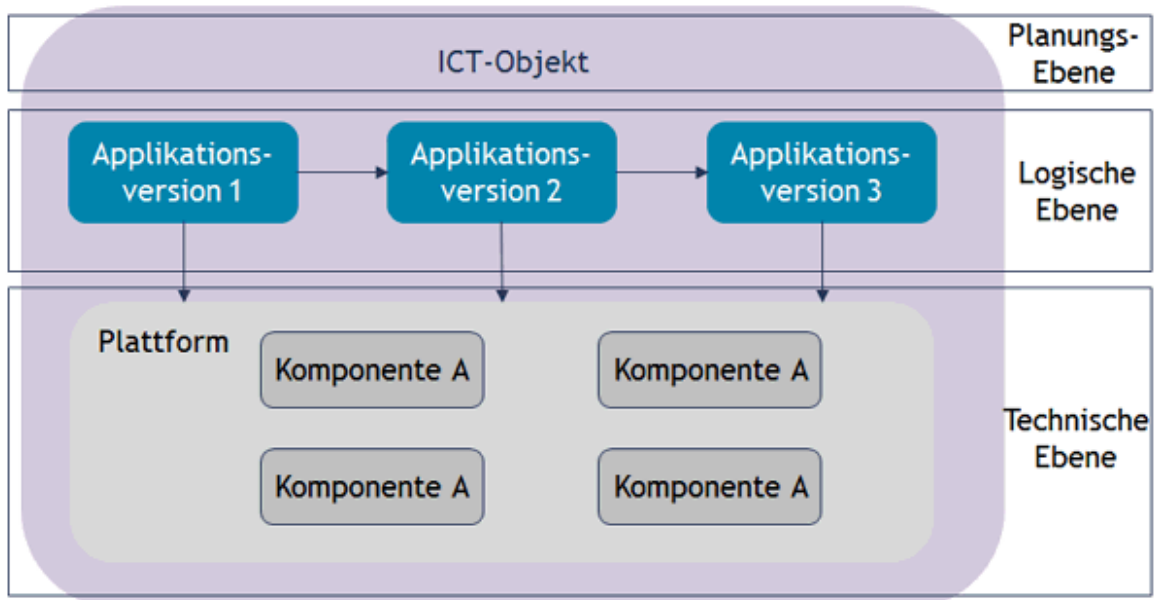 ICT-Objekt
Planungs-
Ebene
Applikations-
version 1
Applikations-
version 2
Applikations-
version 3
Logische
Ebene
Plattform
Komponente A
Komponente A
Komponente A
Komponente A
Technische
Ebene